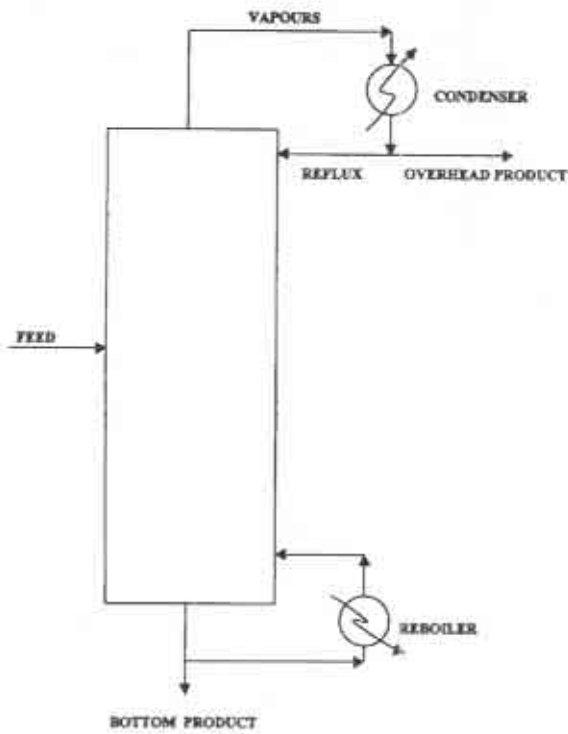 VAPOURS
CONDENSER
REFLUX
OVERHEAD PRODUCT
FEED
REBOILER
BOTTOM PRODUCT